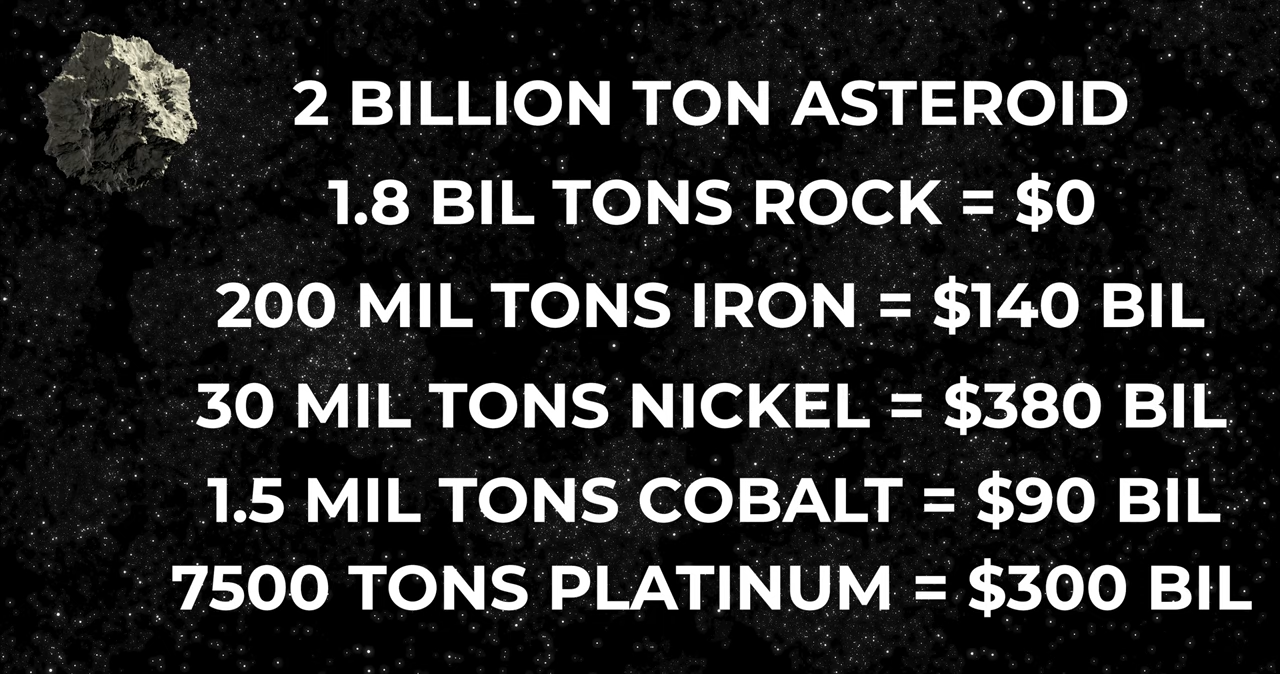 2 BILLION TON ASTEROID
1.8 BIL TONS ROCK = $0
200 MIL TONS IRON = $140 BIL
30 MIL TONS NICKEL = $380 BIL
1.5 MIL TONS COBALT = $90 BIL
7500 TONS PLATINUM = $300 BIL